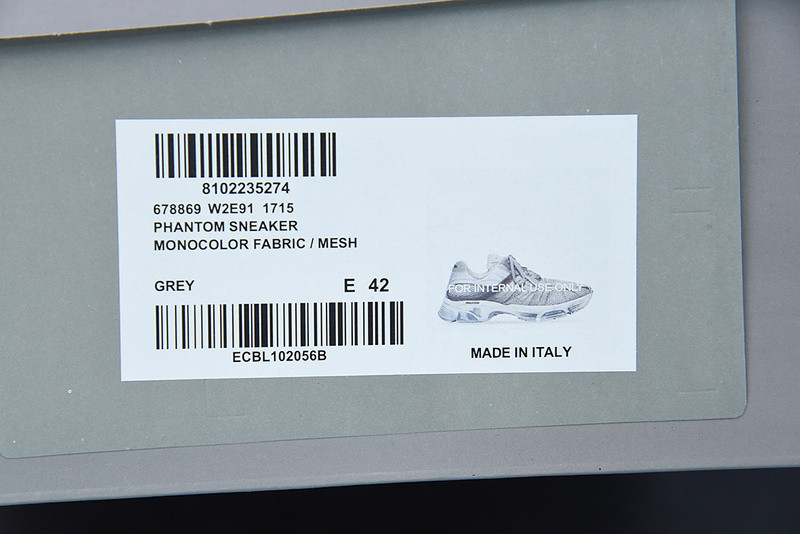 8102235274
678869 W2E91 1715
PHANTOM SNEAKER
MONOCOLOR FABRIC / MESH
GREY E 42
FOR INTERNAL USE ONLY
ECBL102056B
MADE IN ITALY